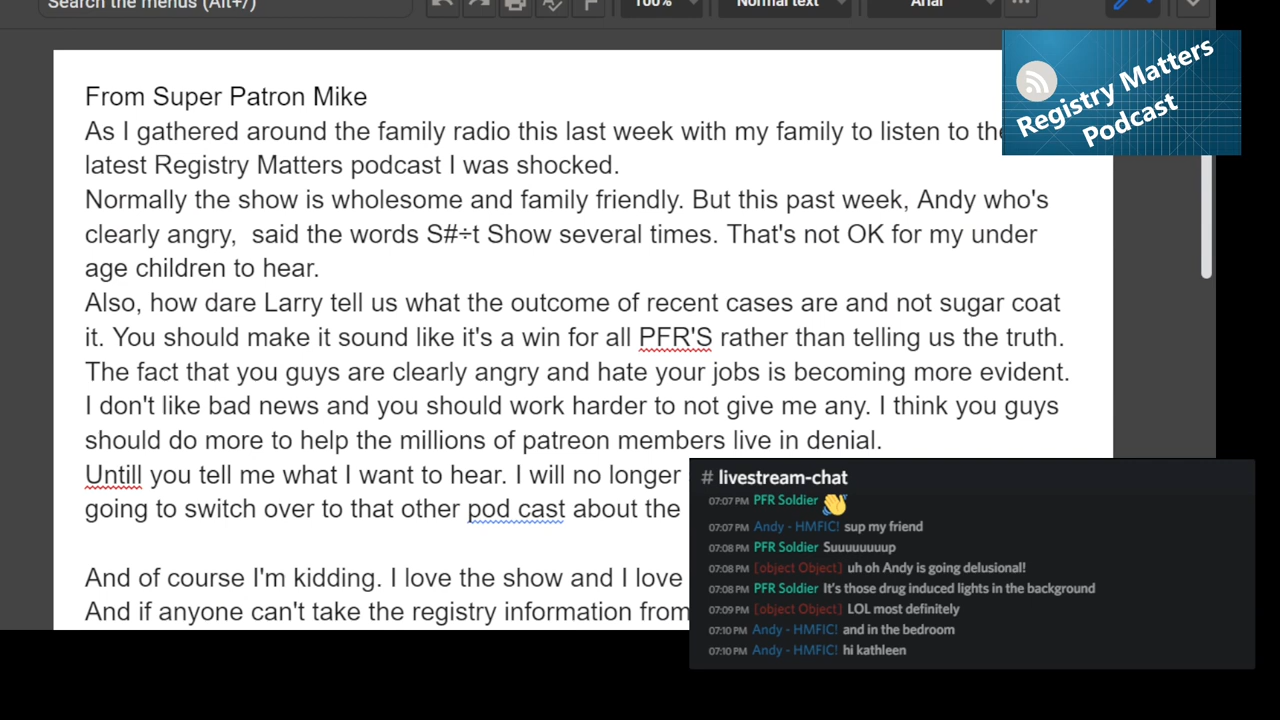 Search the menus (Alt+/)
100%
Normal text
Arial
Registry Matters
Podcast
From Super Patron Mike
As I gathered around the family radio this last week with my family to listen to the
latest Registry Matters podcast I was shocked.
Normally the show is wholesome and family friendly. But this past week, Andy who's
clearly angry,  said the words S#÷t Show several times. That's not OK for my under
age children to hear.
Also, how dare Larry tell us what the outcome of recent cases are and not sugar coat
it. You should make it sound like it's a win for all PFR'S rather than telling us the truth.
The fact that you guys are clearly angry and hate your jobs is becoming more evident.
I don't like bad news and you should work harder to not give me any. I think you guys
should do more to help the millions of patreon members live in denial.
Untill you tell me what I want to hear. I will no longer
going to switch over to that other pod cast about the
And of course I'm kidding. I love the show and I love
And if anyone can't take the registry information from
# livestream-chat
07:07 PM PFR Soldier 👋
07:07 PM Andy - HMFIC! sup my friend
07:08 PM PFR Soldier Suuuuuuuup
07:08 PM [object Object] uh oh Andy is going delusional!
07:08 PM PFR Soldier It's those drug induced lights in the background
07:09 PM [object Object] LOL most definitely
07:10 PM Andy - HMFIC! and in the bedroom
07:10 PM Andy - HMFIC! hi kathleen